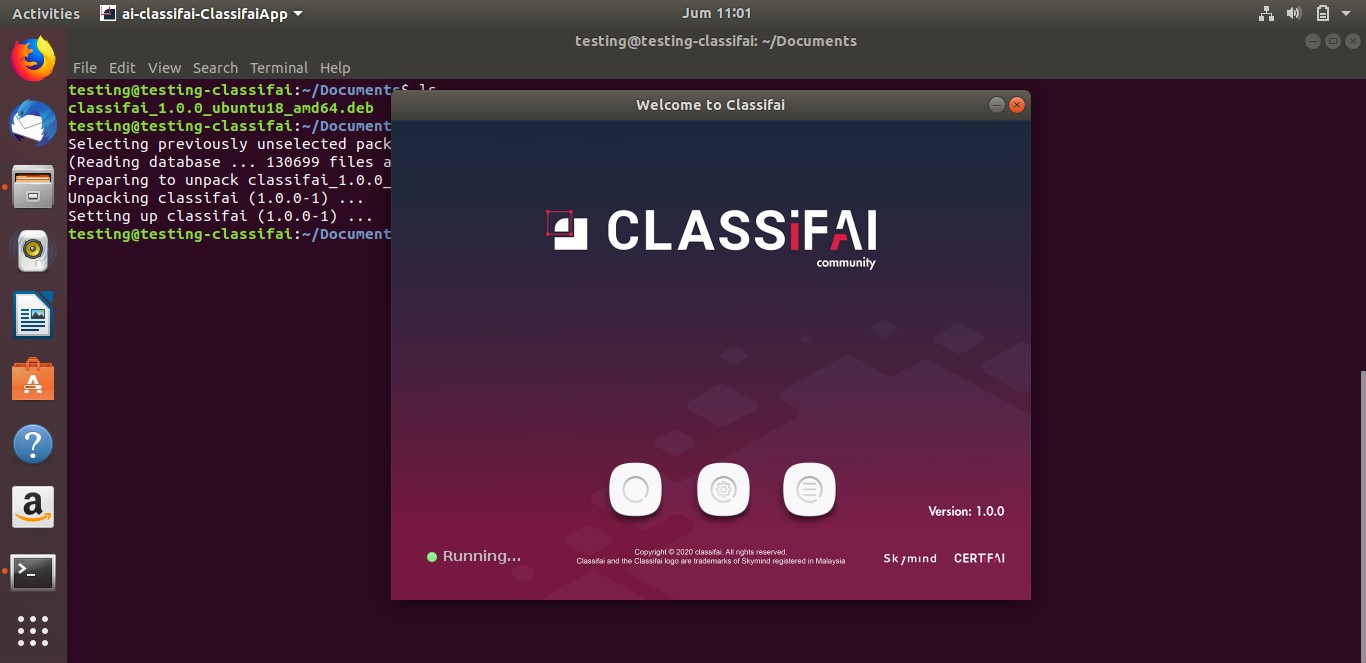 Activities
ai-classifai-ClassifaiApp
Jum 11:01
testing@testing-classifai: ~/Documents
File Edit View Search Terminal Help
testing@testing-classifai:~/Documents$ ls
classifai_1.0.0_ubuntu18_amd64.deb
testing@testing-classifai:~/Document
Selecting previously unselected pack
(Reading database ... 130699 files a
Preparing to unpack classifai_1.0.0_
Unpacking classifai (1.0.0-1) ...
Setting up classifai (1.0.0-1) ...
testing@testing-classifai:~/Document
Welcome to Classifai
CLASSiFAI
community
Version: 1.0.0
Running...
Copyright © 2020 classifai. All rights reserved.
Classifai and the Classifai logo are trademarks of Skymind registered in Malaysia
Skymind
CERTFAI